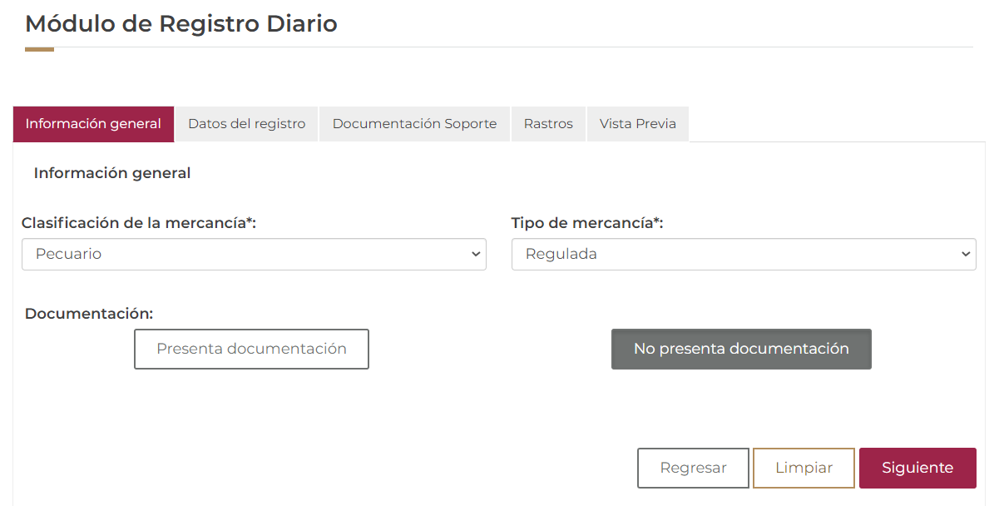 Módulo de Registro Diario
Información general Datos del registro Documentación Soporte Rastros Vista Previa
Información general
Clasificación de la mercancía*: Tipo de mercancía*:
Pecuario Regulada
Documentación:
Presenta documentación No presenta documentación
Regresar Limpiar Siguiente